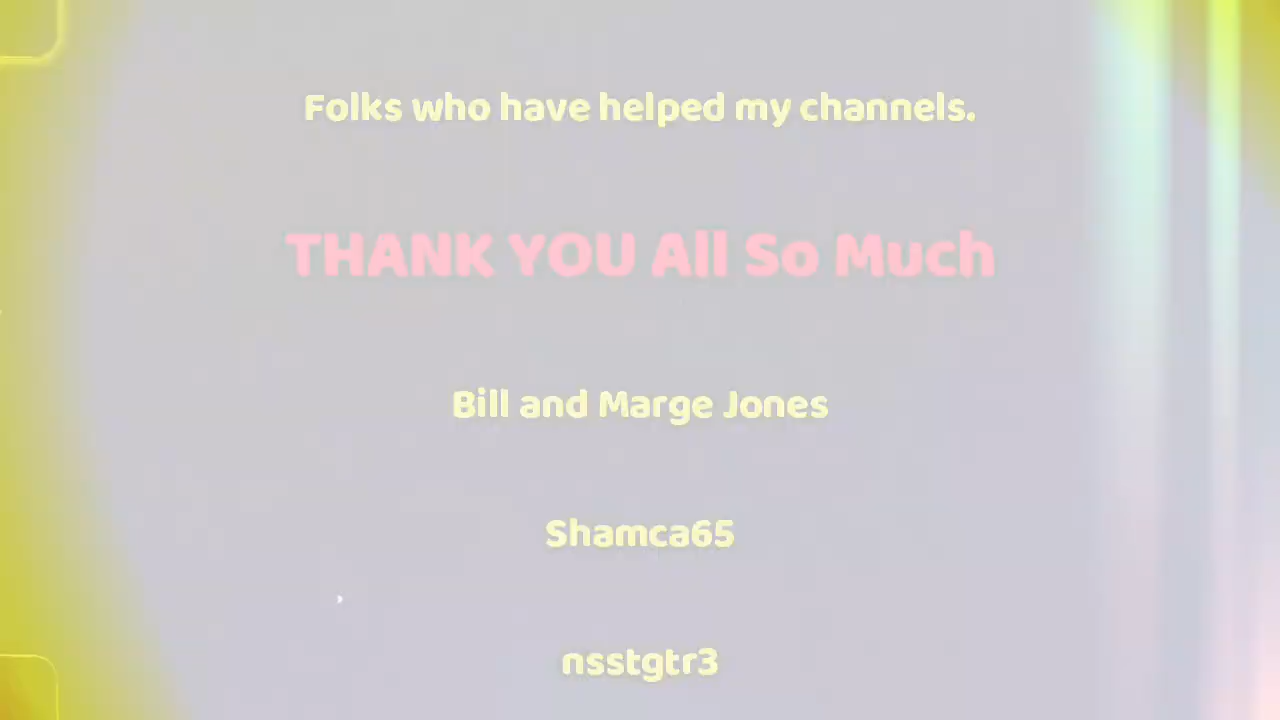 Folks who have helped my channels.
THANK YOU All So Much
Bill and Marge Jones
Shamca65
nsstgtr3